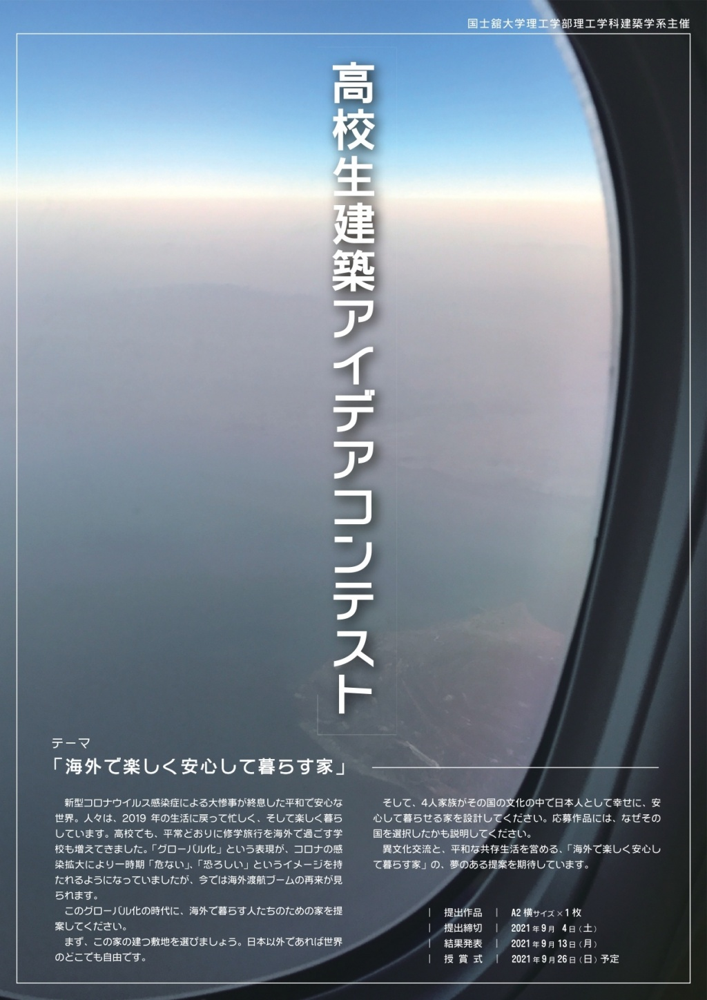 国士舘大学理工学部理工学科建築学系主催
高校生建築アイデアコンテスト
テーマ
「海外で楽しく安心して暮らす家」
新型コロナウイルス感染症による大惨事が終息した平和で安心な
世界。人々は、2019 年の生活に戻って忙しく、そして楽しく暮ら
しています。高校でも、平常どおりに修学旅行を海外で過ごす学
校も増えてきました。「グローバル化」という表現が、コロナの感
染拡大により一時期「危ない」、「恐ろしい」というイメージを持
たれるようになっていましたが、今では海外渡航ブームの再来が見
られます。
このグローバル化の時代に、海外で暮らす人たちのための家を提
案してください。
まず、この家の建つ敷地を選びましょう。日本以外であれば世界
のどこでも自由です。
そして、4人家族がその国の文化の中で日本人として幸せに、安
心して暮らせる家を設計してください。応募作品には、なぜその
国を選択したかも説明してください。
異文化交流と、平和な共存生活を営める、「海外で楽しく安心し
て暮らす家」の、夢のある提案を期待しています。
| 提出作品 | A2 横サイズ×1 枚
| 提出締切 | 2021 年 9 月 4 日（土）
| 結果発表 | 2021 年 9 月 13 日（月）
| 授 賞 式 | 2021 年 9 月 26 日（日）予定